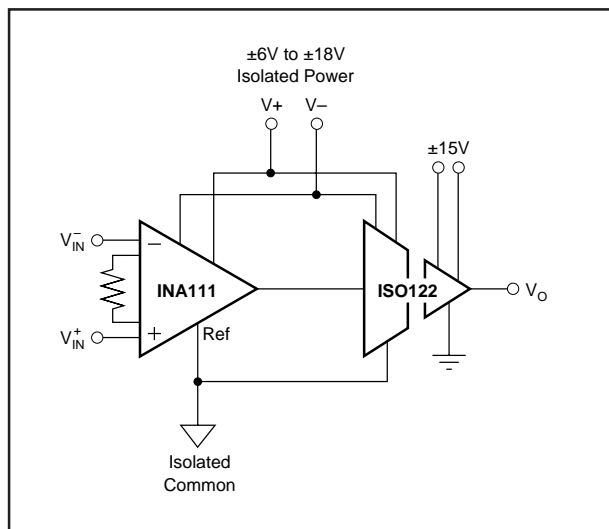 ±6V to ±18V
Isolated Power
V+ V–
±15V
V–IN
INA111
ISO122
VO
V+IN
Ref
Isolated
Common